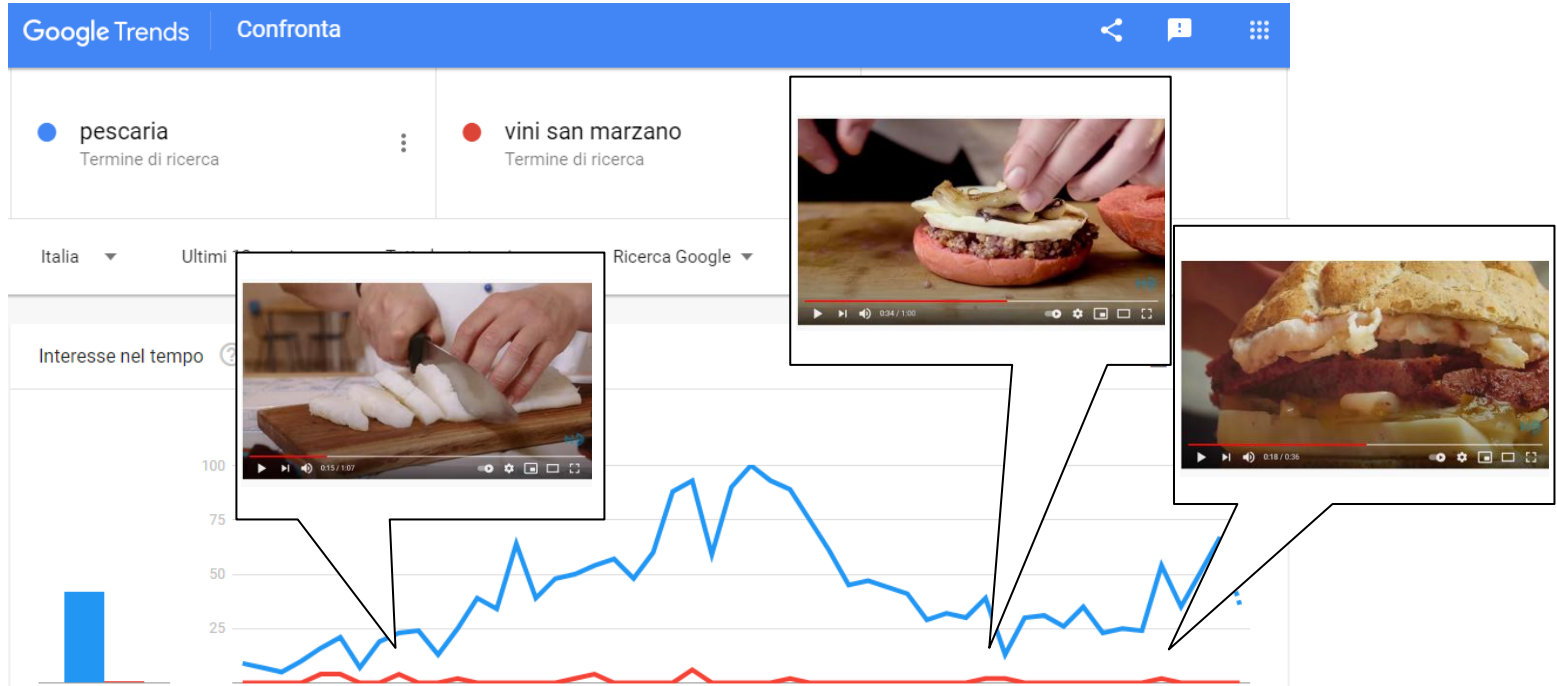 Google Trends Confronta
pescaria
Termine di ricerca
vini san marzano
Termine di ricerca
Italia
Ultimi
Ricerca Google
0:34 / 1:00
Interesse nel tempo
0:15 / 1:07
0:18 / 0:36
100
75
50
25